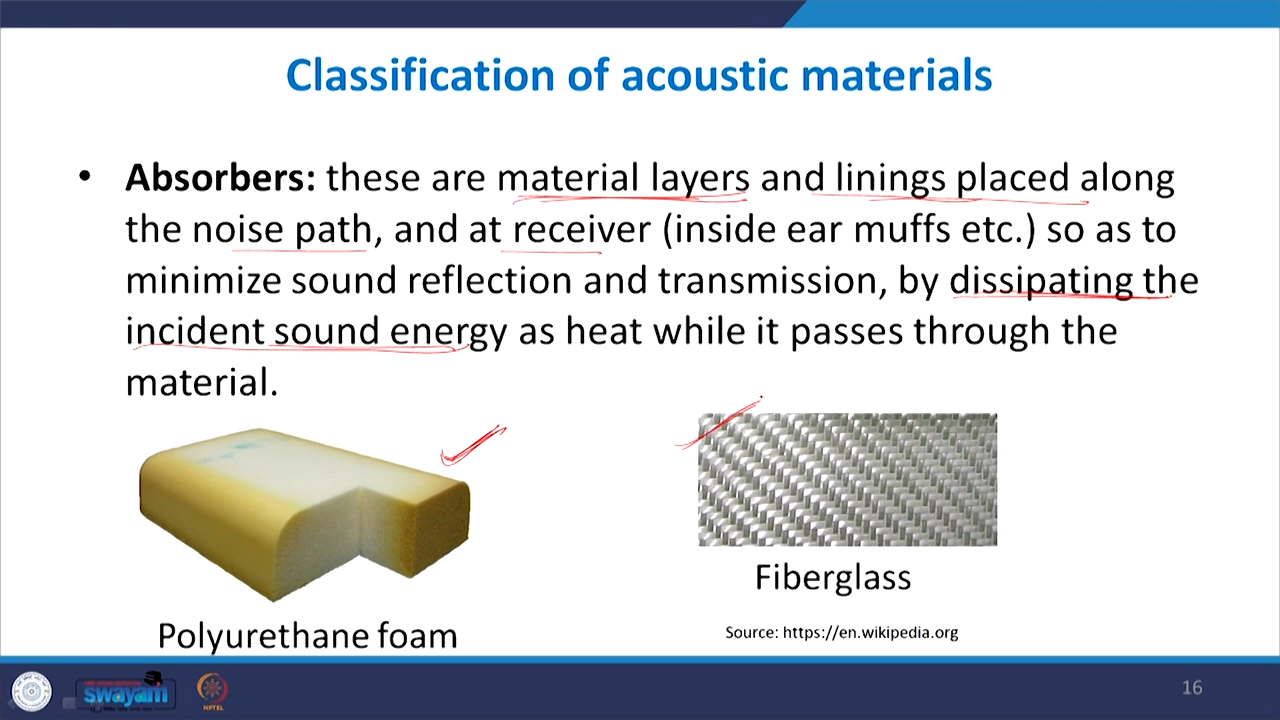 Classification of acoustic materials
• Absorbers: these are material layers and linings placed along
the noise path, and at receiver (inside ear muffs etc.) so as to
minimize sound reflection and transmission, by dissipating the
incident sound energy as heat while it passes through the
material.
Fiberglass
Source: https://en.wikipedia.org
Polyurethane foam
swayam
NPTEL
16